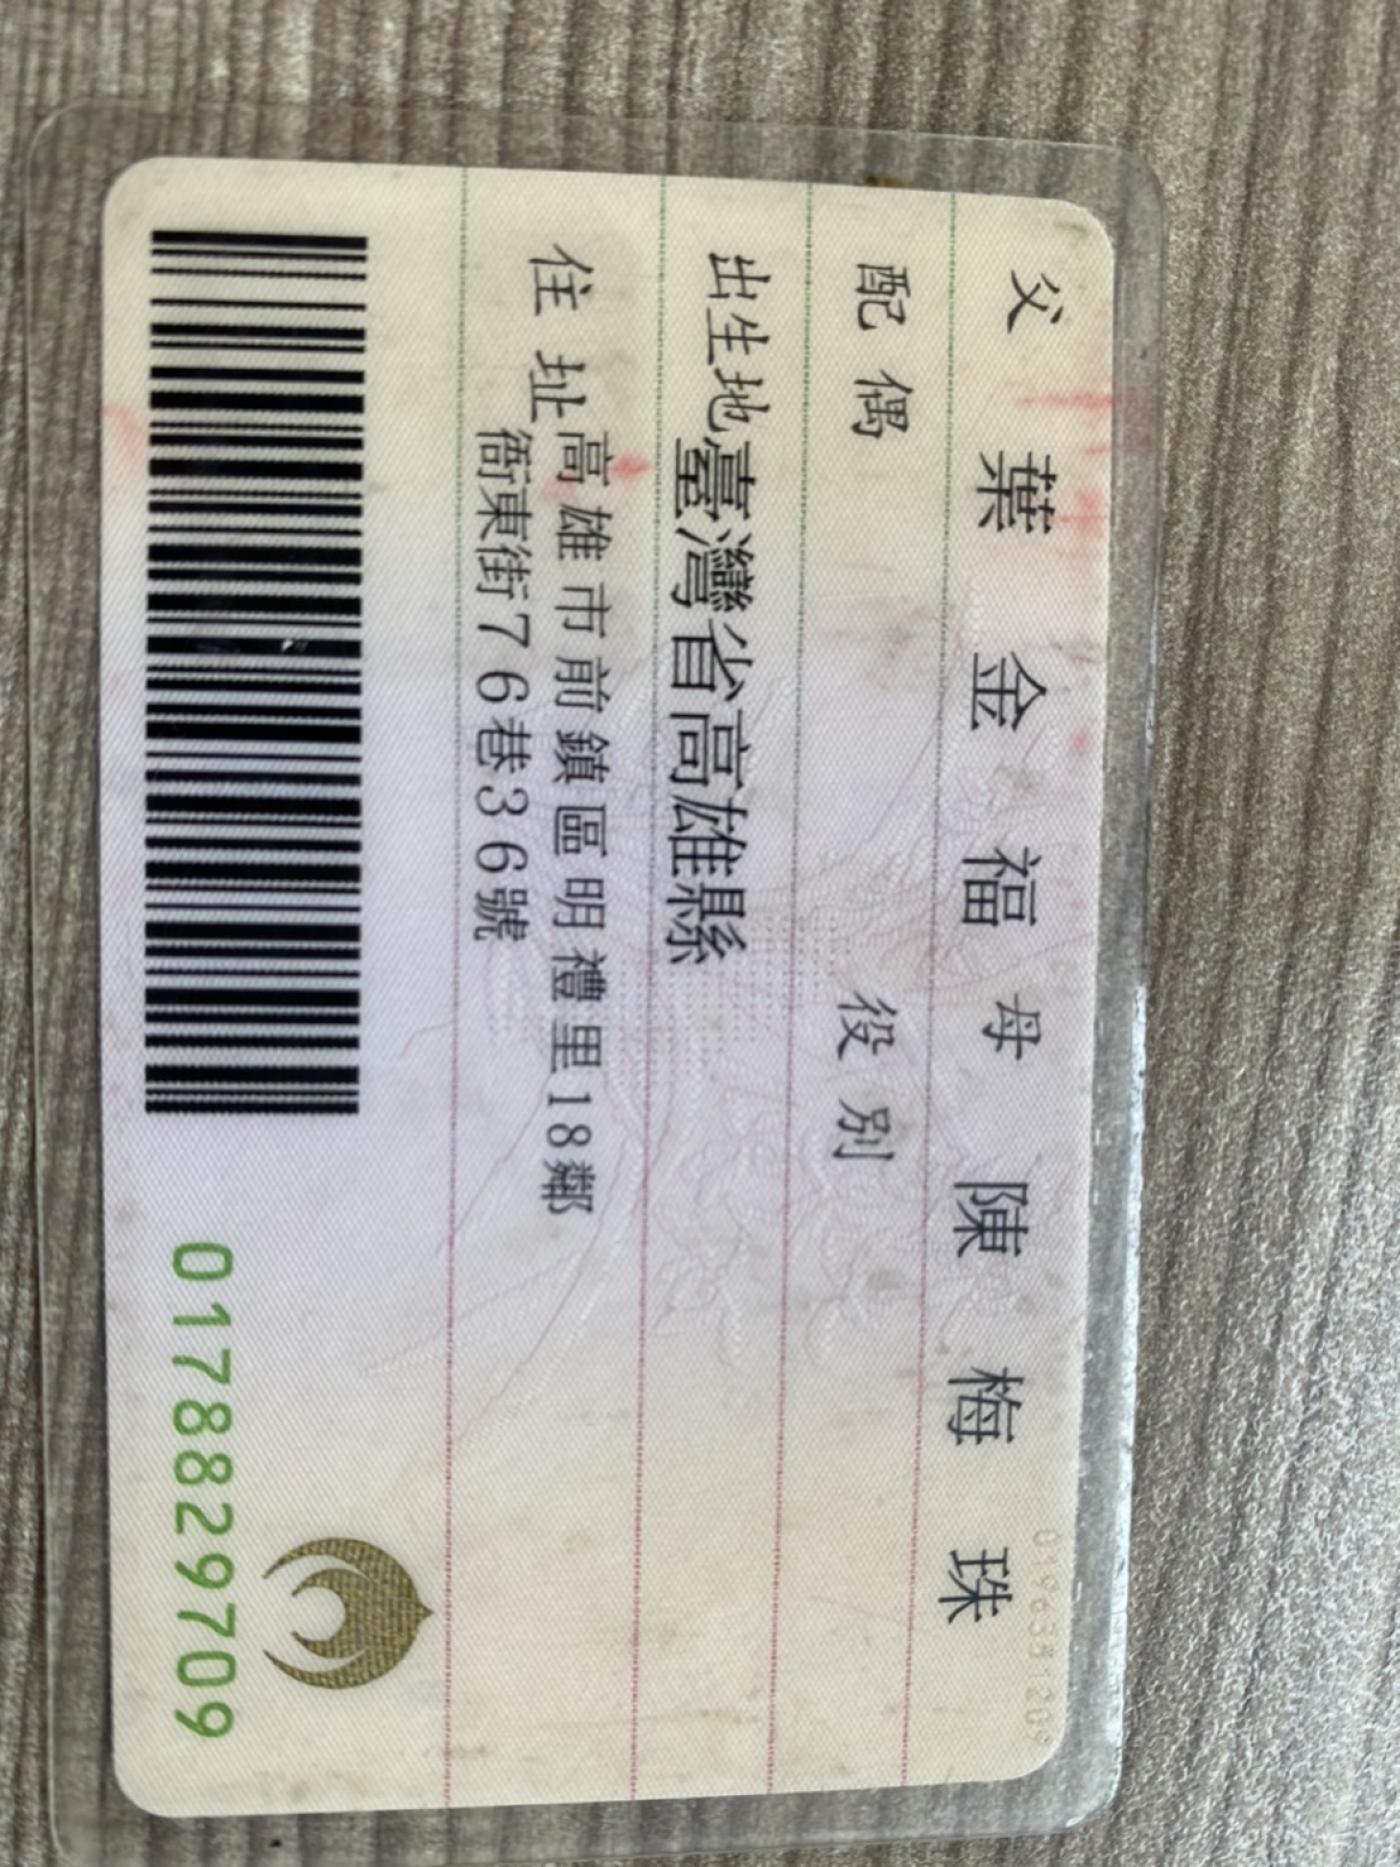 父 葉金福 母 陳梅珠
配偶 役別
出生地 臺灣省高雄縣
住址 高雄市前鎮區明禮里18鄰
衙東街76巷36號
0178829709